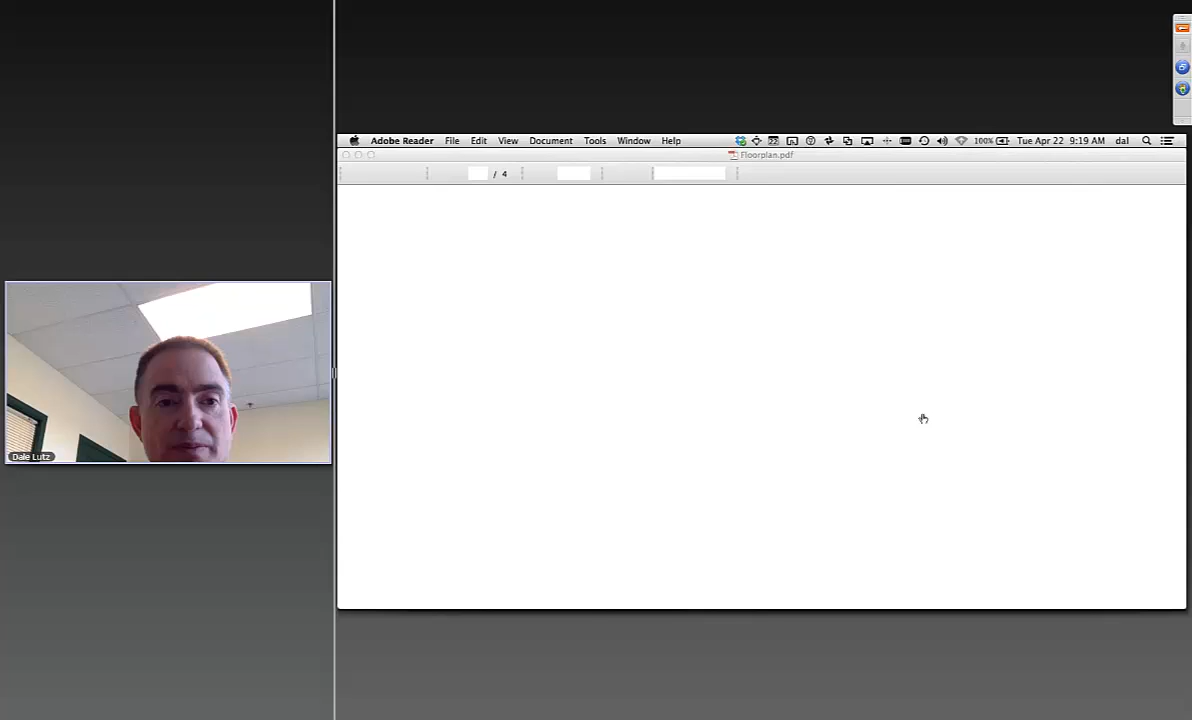 Adobe Reader File Edit View Document Tools Window Help 22 100% Tue Apr 22 9:19 AM dal
Floorplan.pdf
/ 4
Dale Lutz